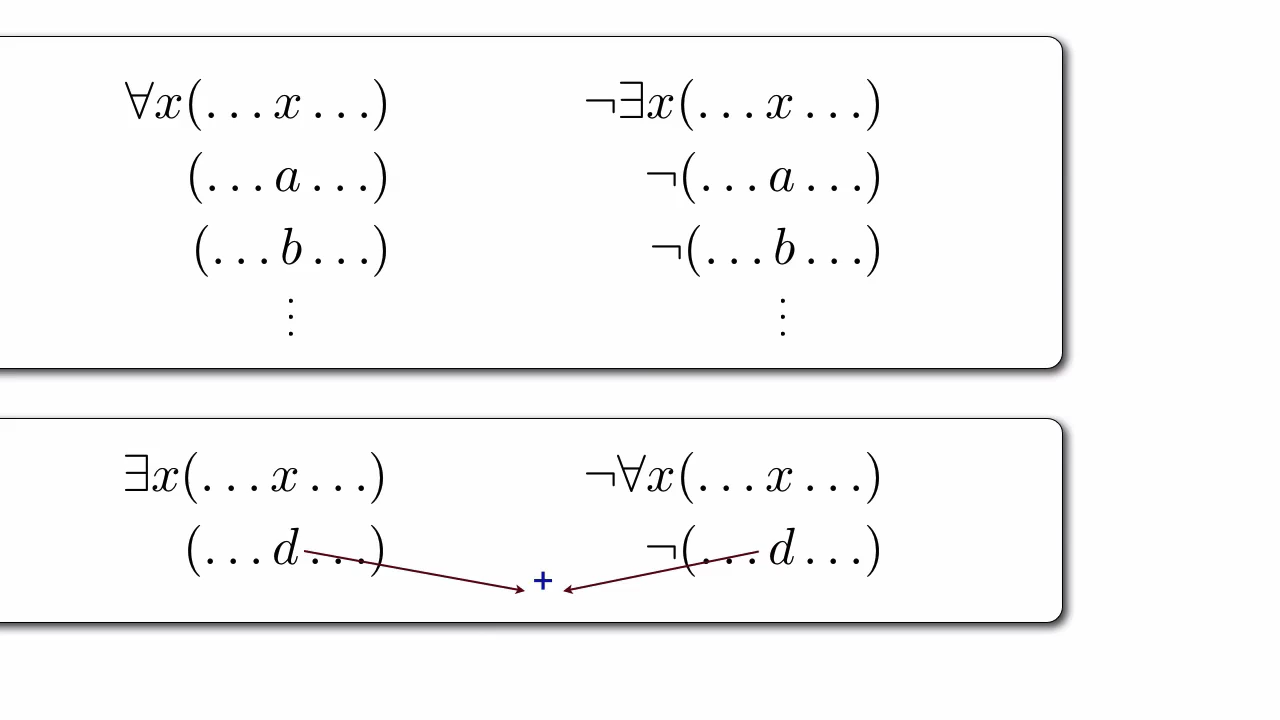 ∀x(…x…) ¬∃x(…x…)
(…a…) ¬(…a…)
(…b…) ¬(…b…)
⋮ ⋮
∃x(…x…) ¬∀x(…x…)
(…d…) ¬(…d…)
+